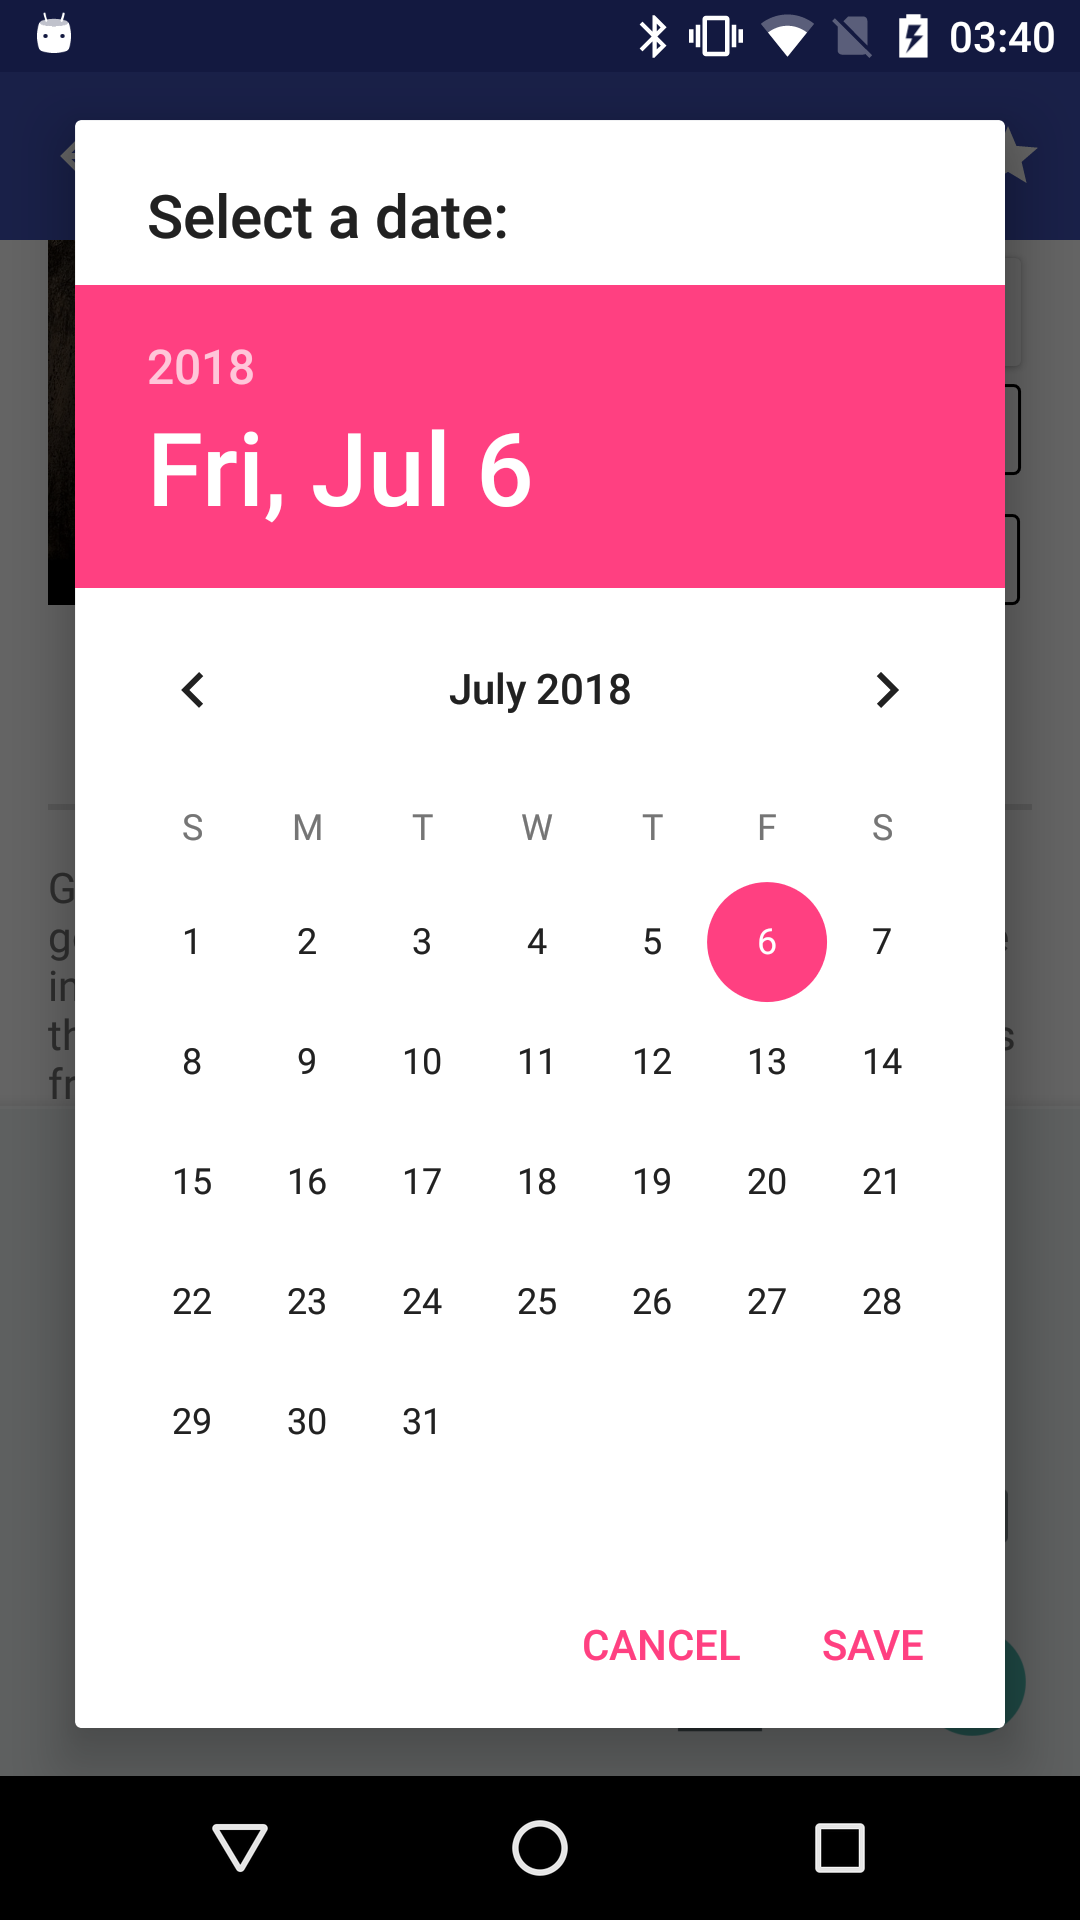 03:40
Select a date:
2018
Fri, Jul 6
July 2018
S M T W T F S
1 2 3 4 5 6 7
8 9 10 11 12 13 14
15 16 17 18 19 20 21
22 23 24 25 26 27 28
29 30 31
CANCEL SAVE